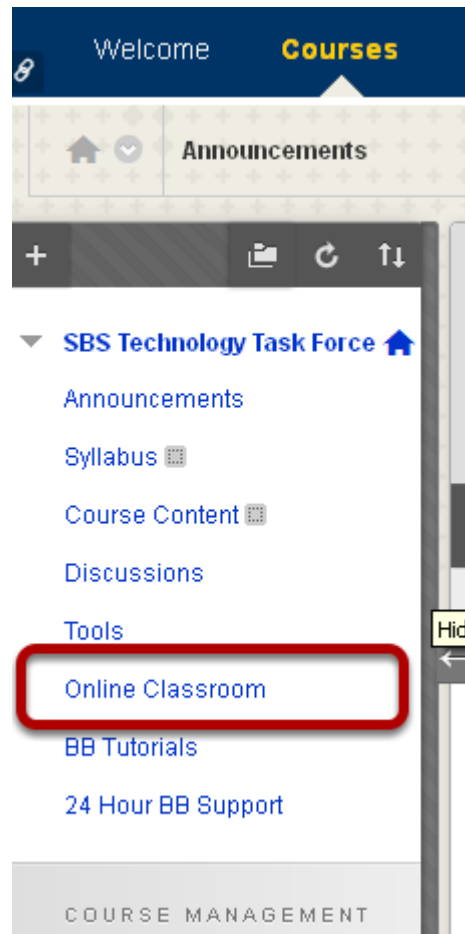 Welcome Courses
Announcements
SBS Technology Task Force
Announcements
Syllabus
Course Content
Discussions
Tools
Hid
Online Classroom
BB Tutorials
24 Hour BB Support
COURSE MANAGEMENT